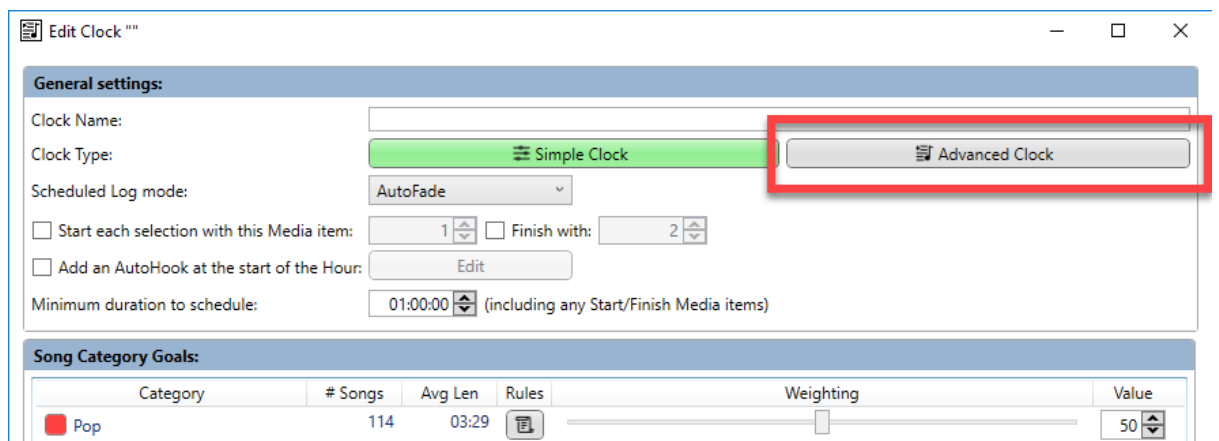 Edit Clock ""
General settings:
Clock Name:
Clock Type: Simple Clock Advanced Clock
Scheduled Log mode: AutoFade
Start each selection with this Media item: 1 Finish with: 2
Add an AutoHook at the start of the Hour: Edit
Minimum duration to schedule: 01:00:00 (including any Start/Finish Media items)
Song Category Goals:
Category # Songs Avg Len Rules Weighting Value
Pop 114 03:29 50